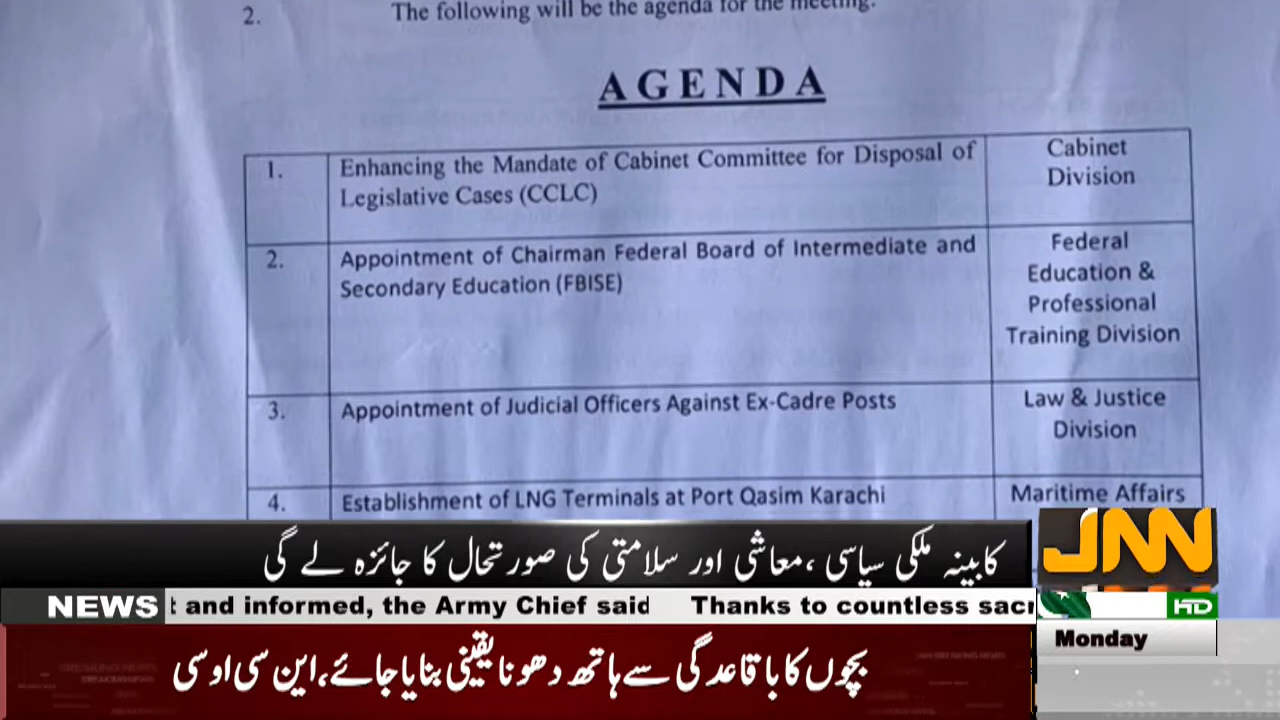 2. The following will be the agenda for the meeting.
AGENDA
1. Enhancing the Mandate of Cabinet Committee for Disposal of
Legislative Cases (CCLC)
Cabinet
Division
2. Appointment of Chairman Federal Board of Intermediate and
Secondary Education (FBISE)
Federal
Education &
Professional
Training Division
3. Appointment of Judicial Officers Against Ex-Cadre Posts
Law & Justice
Division
4. Establishment of LNG Terminals at Port Qasim Karachi
Maritime Affairs
کابینہ ملکی سیاسی ،معاشی اور سلامتی کی صورتحال کا جائزہ لے گی
JNN
HD
NEWS t and informed, the Army Chief said Thanks to countless sacr
Monday
بچوں کا باقاعدگی سے ہاتھ دھونا یقینی بنایا جائے،این سی او سی